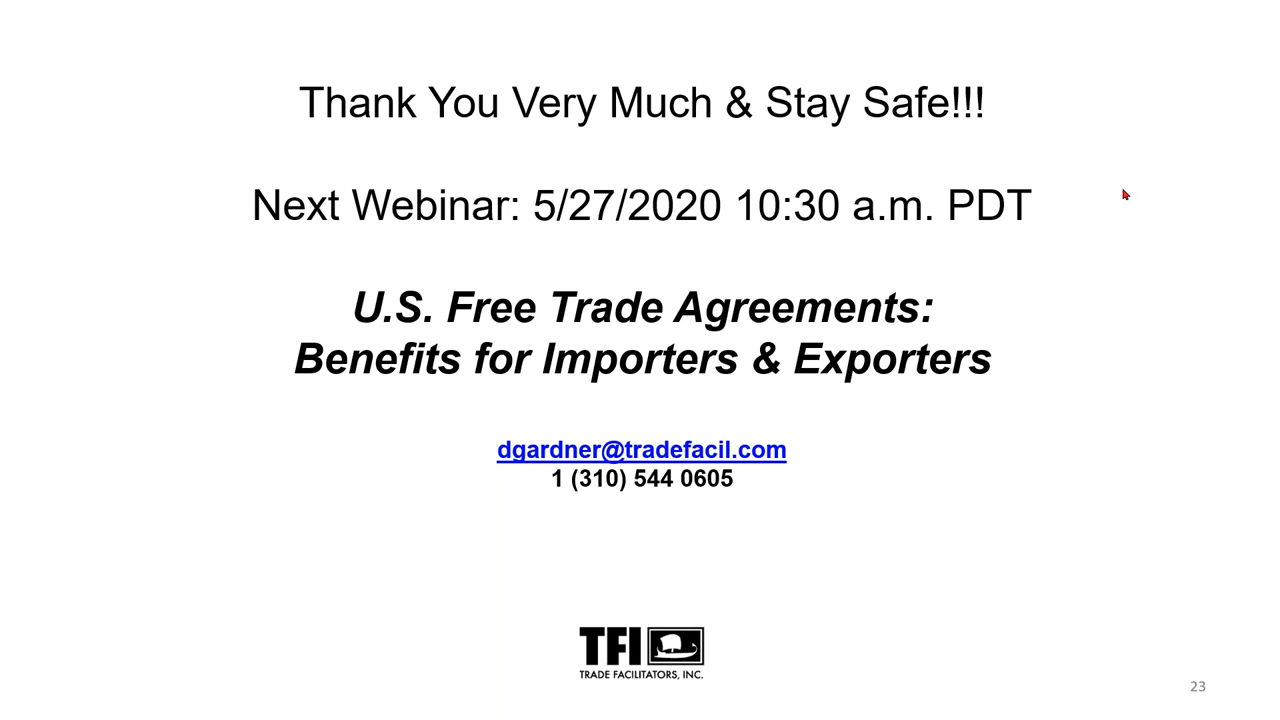 Thank You Very Much & Stay Safe!!!
Next Webinar: 5/27/2020 10:30 a.m. PDT
U.S. Free Trade Agreements:
Benefits for Importers & Exporters
dgardner@tradefacil.com
1 (310) 544 0605
TFI
TRADE FACILITATORS, INC.
23